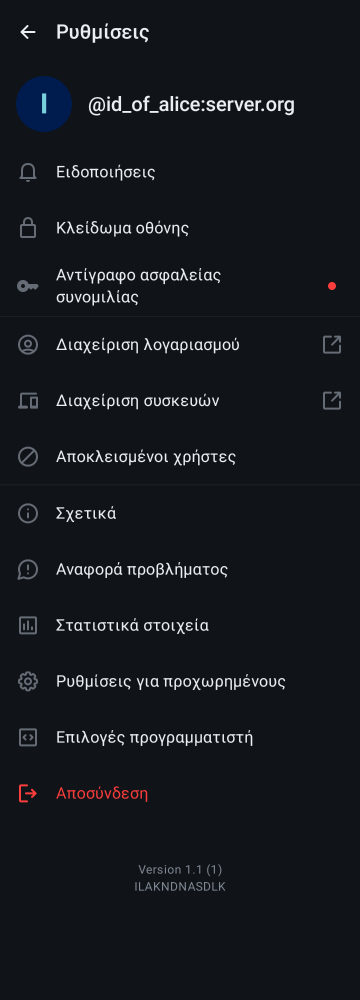 Ρυθμίσεις
I
@id_of_alice:server.org
Ειδοποιήσεις
Κλείδωμα οθόνης
Αντίγραφο ασφαλείας
συνομιλίας
Διαχείριση λογαριασμού
Διαχείριση συσκευών
Αποκλεισμένοι χρήστες
Σχετικά
Αναφορά προβλήματος
Στατιστικά στοιχεία
Ρυθμίσεις για προχωρημένους
Επιλογές προγραμματιστή
Αποσύνδεση
Version 1.1 (1)
ILAKNDNASDLK